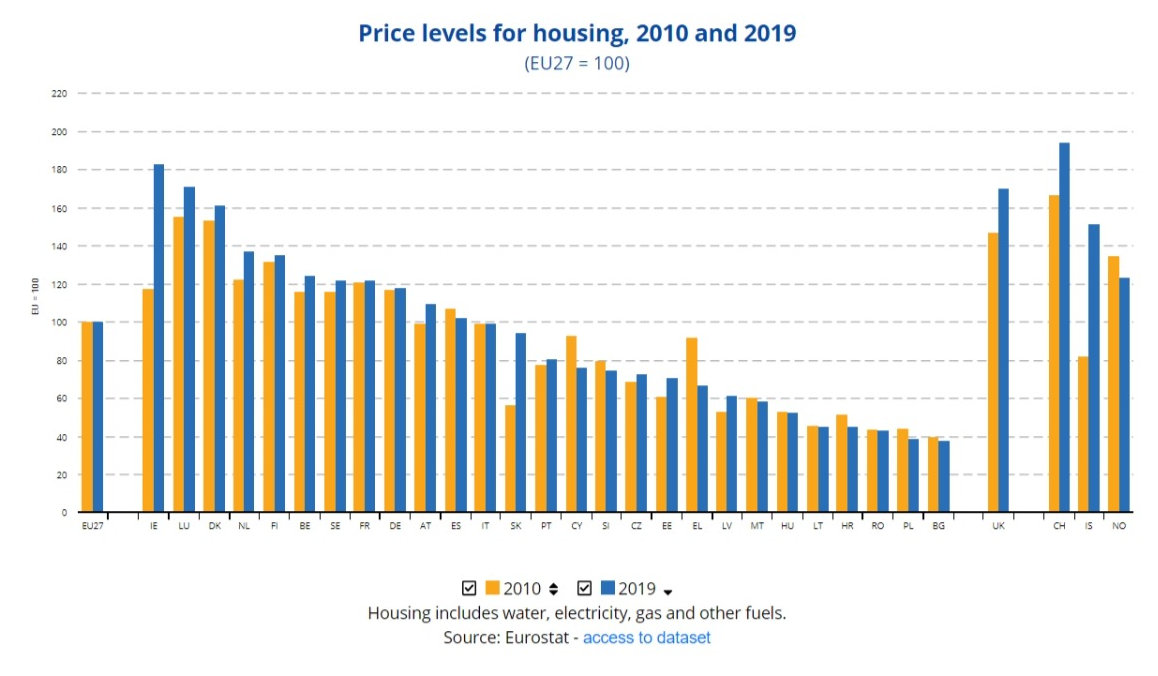 Price levels for housing, 2010 and 2019
(EU27 = 100)
220
200
180
160
140
120
100
80
60
40
20
0
EU = 100
EU27 IE LU DK NL FI BE SE FR DE AT ES IT SK PT CY SI CZ EE EL LV MT HU LT HR RO PL BG UK CH IS NO
2010 2019
Housing includes water, electricity, gas and other fuels.
Source: Eurostat - access to dataset